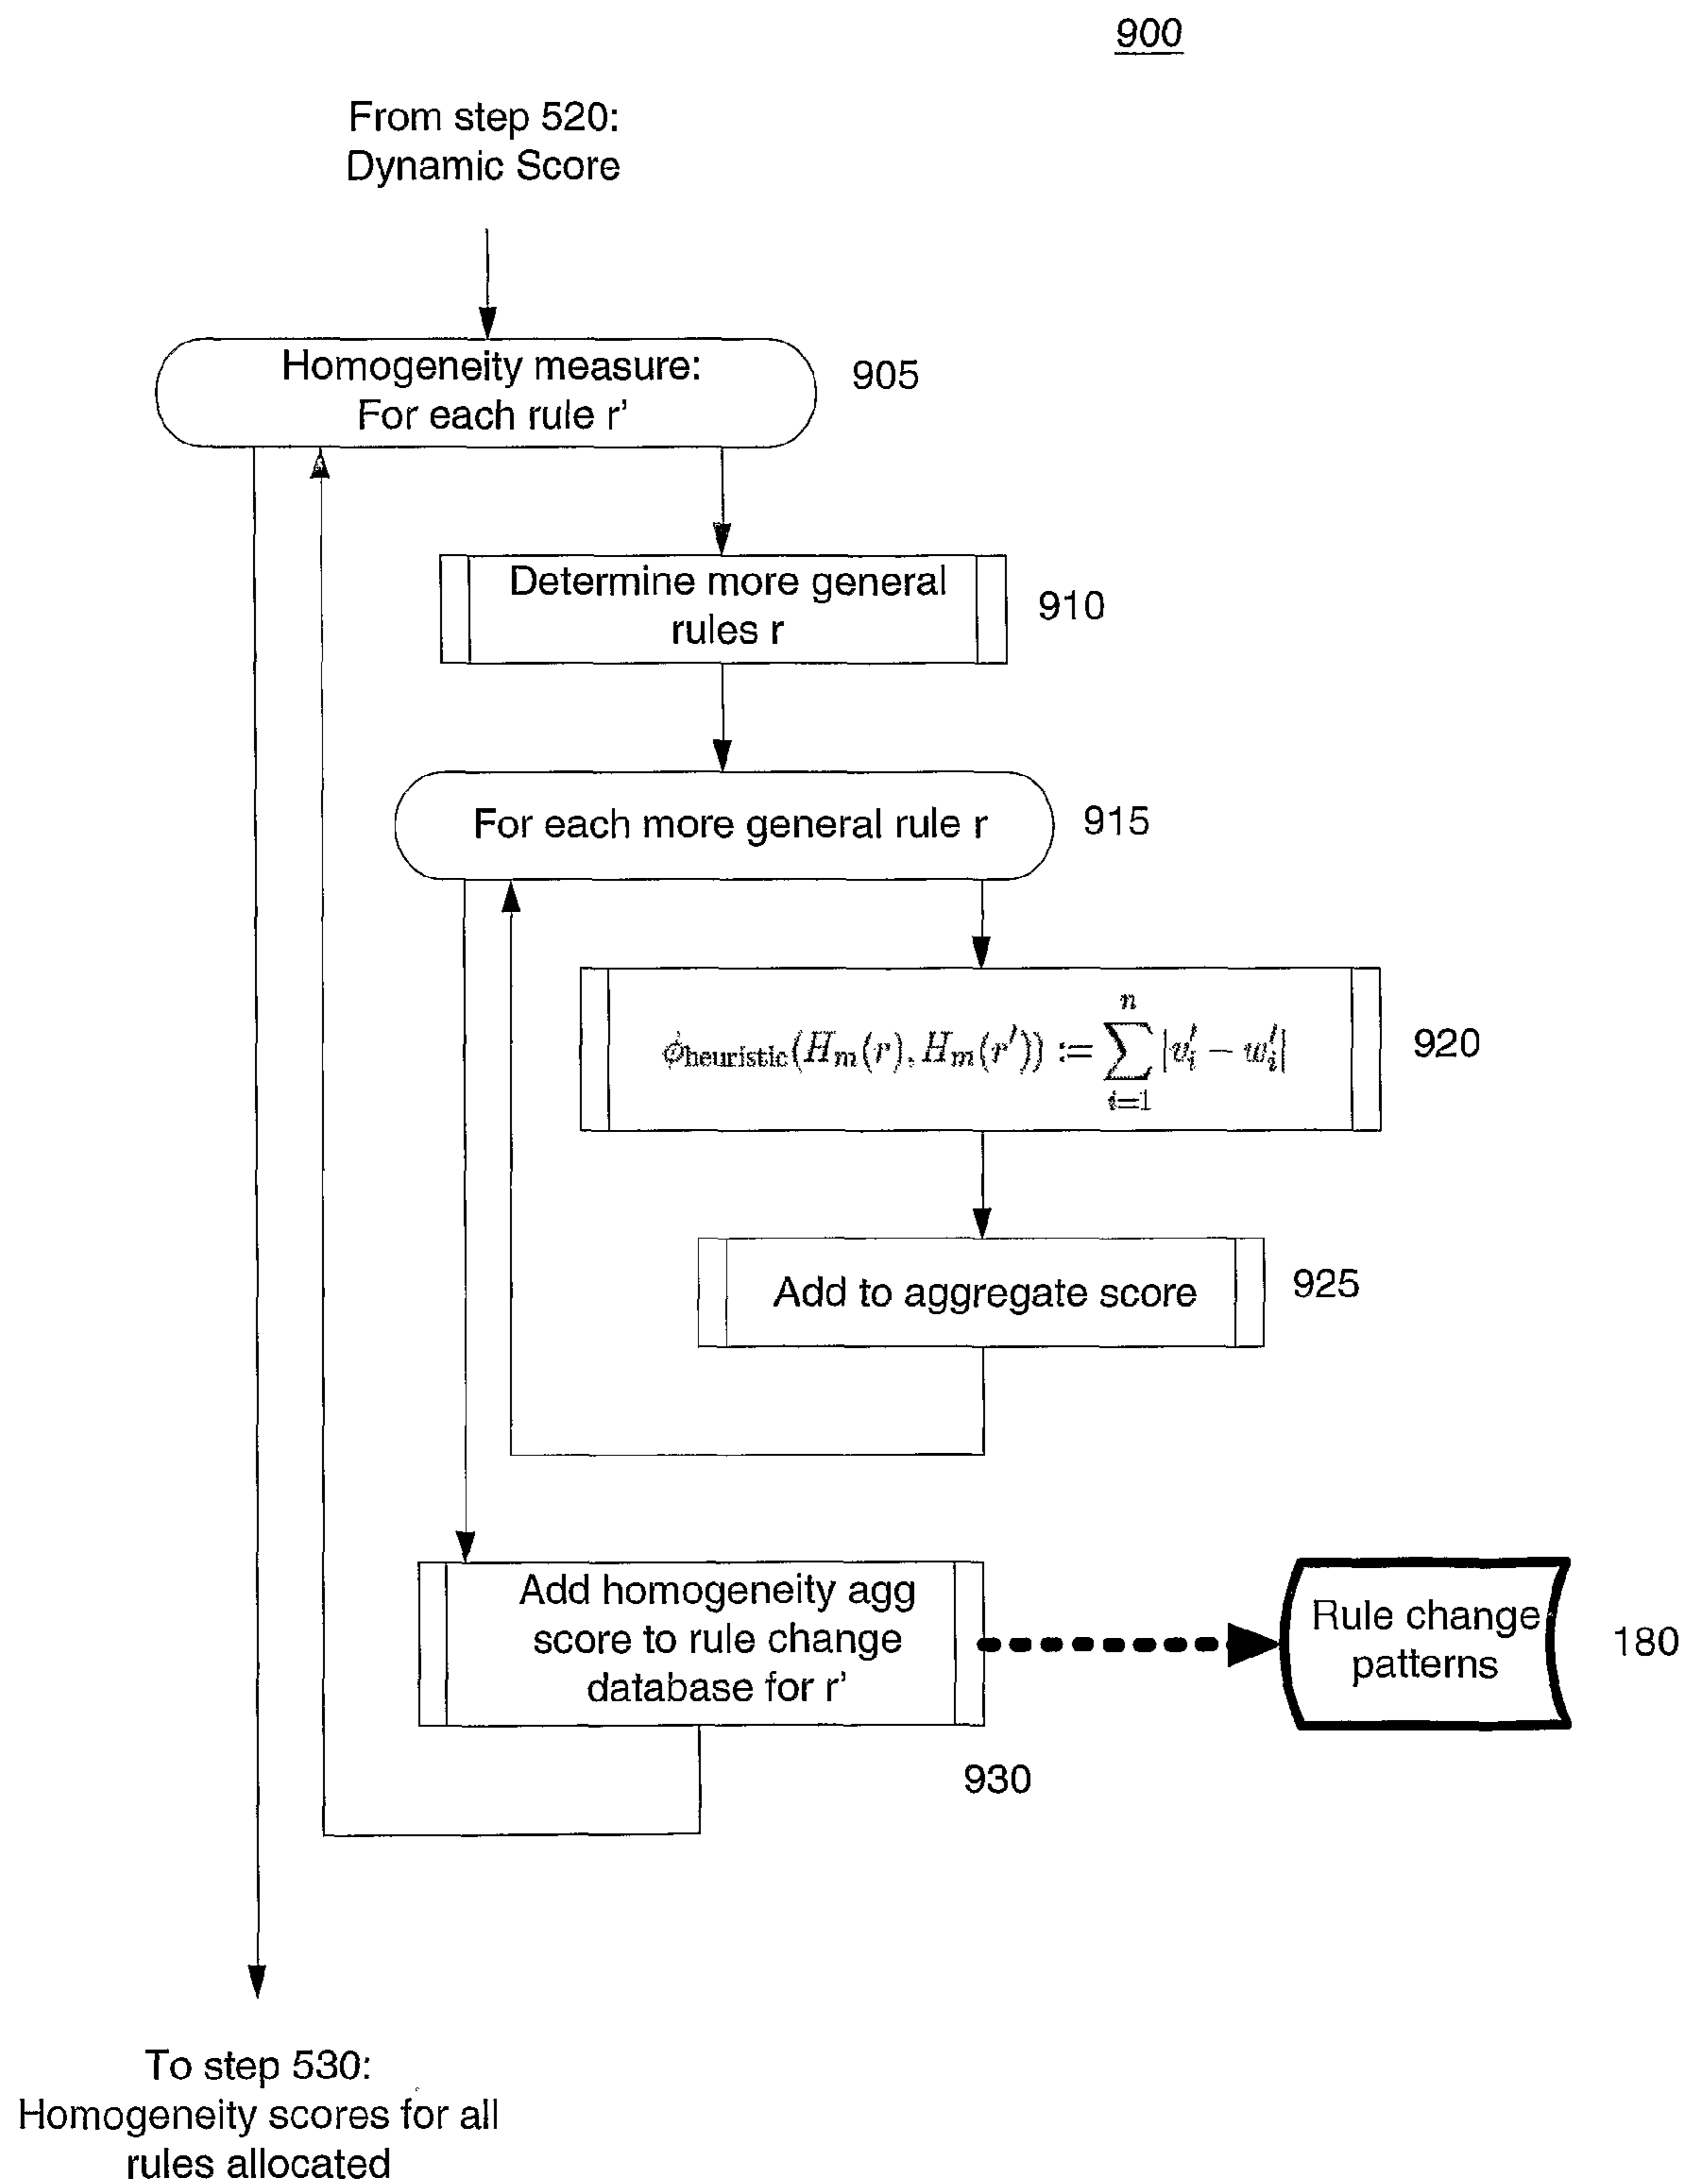 900
From step 520:
Dynamic Score
Homogeneity measure:
For each rule r'
905
Determine more general
rules r
910
For each more general rule r
915
ϕheuristic(Hm(r), Hm(r')) := ∑ⁿᵢ₌₁ |v'ᵢ − w'ᵢ|
920
Add to aggregate score
925
Add homogeneity agg
score to rule change
database for r'
930
Rule change
patterns
180
To step 530:
Homogeneity scores for all
rules allocated